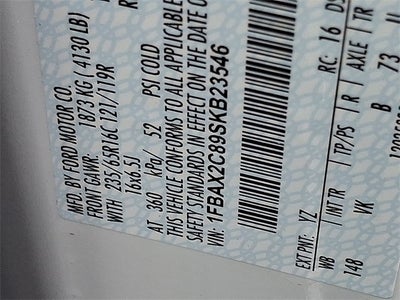 MFD. BY FORD MOTOR CO.
FRONT GAWR: 1873 KG ( 4130 LB)
WITH 235/65R16C 121/119R
16x6.5J
AT 360 kPa/ 52 PSI COLD
THIS VEHICLE CONFORMS TO ALL APPLICABLE
SAFETY STANDARDS IN EFFECT ON THE DATE O
VIN: 1FBAX2C89SKB23546
EXT PNT: YZ RC: 16 DS
WB INT TR TP/PS R AXLE TR
148 VK B 73